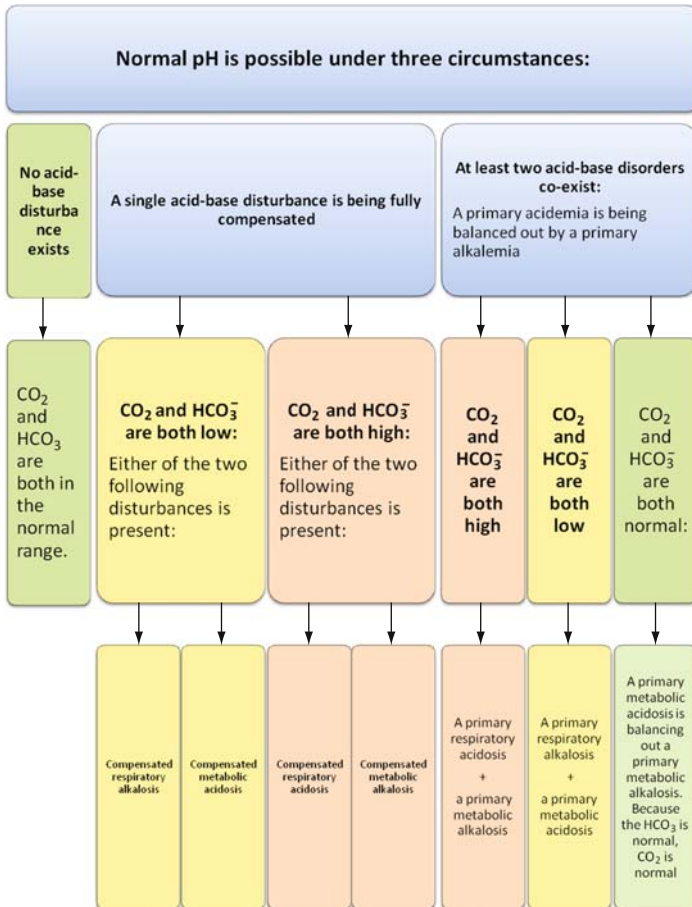 Normal pH is possible under three circumstances:
No acid-
base
disturba
nce
exists
A single acid-base disturbance is being fully
compensated
At least two acid-base disorders
co-exist:
A primary acidemia is being
balanced out by a primary
alkalemia
CO₂
and
HCO₃
are
both in
the
normal
range.
CO₂ and HCO₃⁻
are both low:
Either of the two
following
disturbances is
present:
CO₂ and HCO₃⁻
are both high:
Either of the two
following
disturbances is
present:
CO₂
and
HCO₃⁻
are
both
high
CO₂
and
HCO₃⁻
are
both
low
CO₂
and
HCO₃⁻
are
both
normal:
Compensated
respiratory
alkalosis
Compensated
metabolic
acidosis
Compensated
respiratory
acidosis
Compensated
metabolic
alkalosis
A primary
respiratory
acidosis
+
a primary
metabolic
alkalosis
A primary
respiratory
alkalosis
+
a primary
metabolic
acidosis
A primary
metabolic
acidosis is
balancing
out a
primary
metabolic
alkalosis.
Because
the HCO₃ is
normal,
CO₂ is
normal